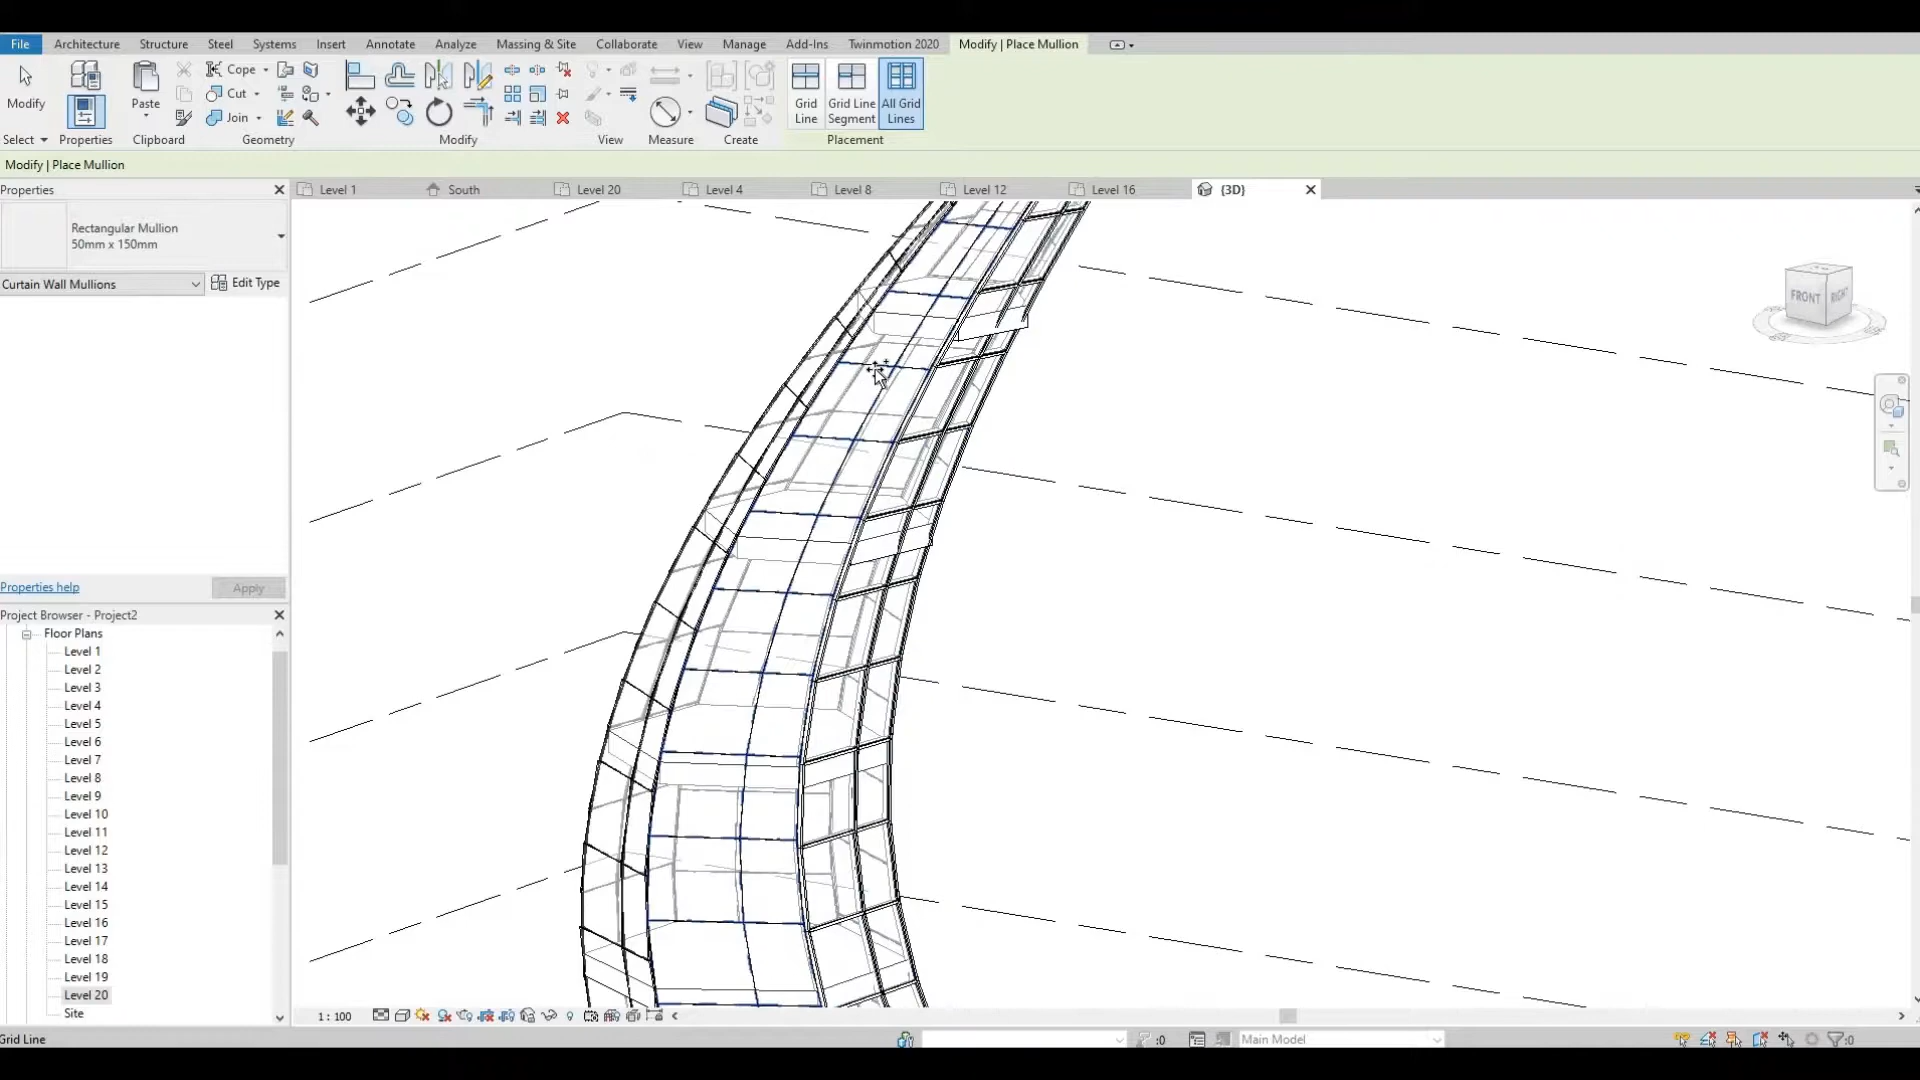 File Architecture Structure Steel Systems Insert Annotate Analyze Massing & Site Collaborate View Manage Add-Ins Twinmotion 2020 Modify | Place Mullion
Modify
Paste
Cope
Cut
Join
Grid Line
Grid Line Segment
All Grid Lines
Select Properties Clipboard Geometry Modify View Measure Create Placement
Modify | Place Mullion
Properties
Level 1 South Level 20 Level 4 Level 8 Level 12 Level 16 {3D}
Rectangular Mullion
50mm x 150mm
Curtain Wall Mullions Edit Type
FRONT RIGHT
Properties help Apply
Project Browser - Project2
Floor Plans
Level 1
Level 2
Level 3
Level 4
Level 5
Level 6
Level 7
Level 8
Level 9
Level 10
Level 11
Level 12
Level 13
Level 14
Level 15
Level 16
Level 17
Level 18
Level 19
Level 20
Site
1 : 100
Grid Line :0 Main Model :0